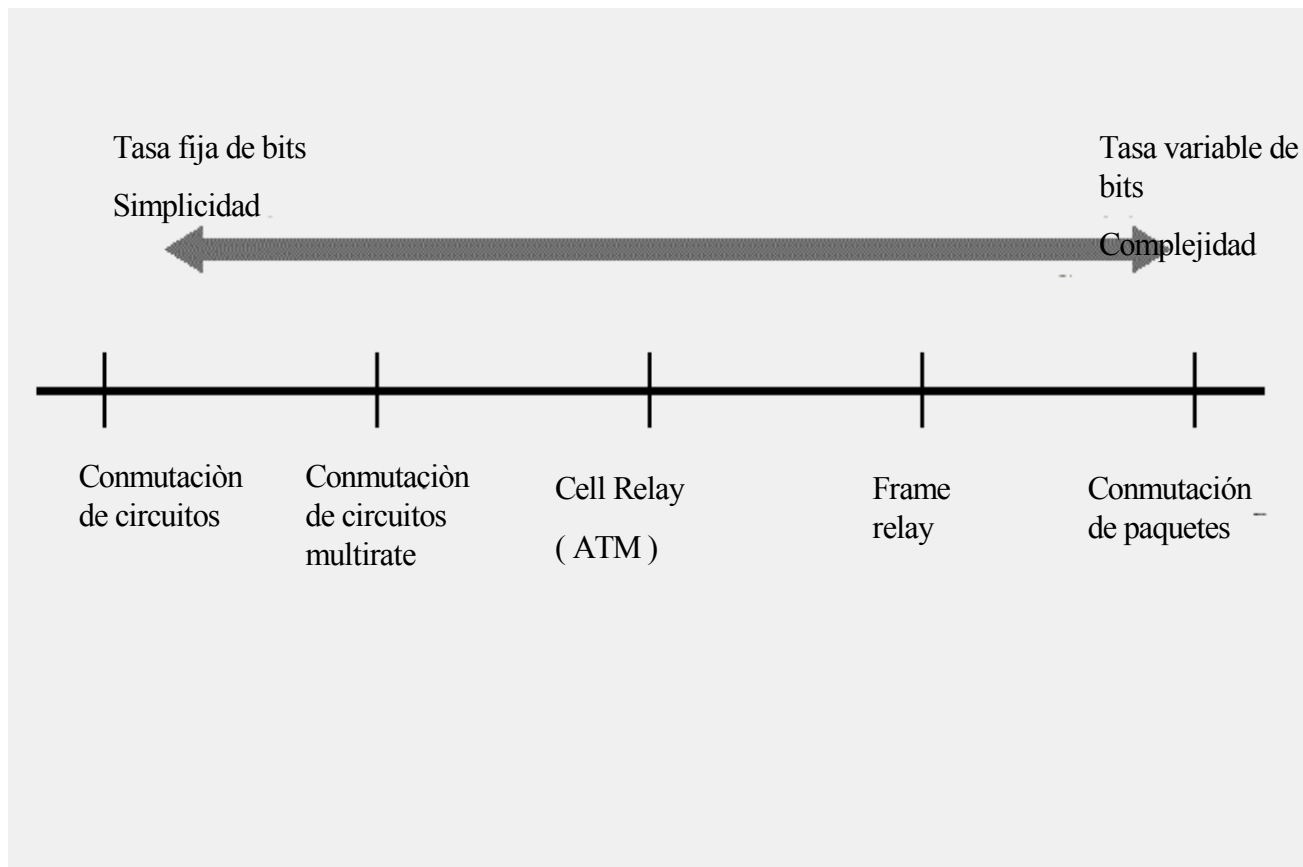 Tasa fija de bits
Simplicidad
Tasa variable de
bits
Complejidad
Conmutaciòn
de circuitos
Conmutaciòn
de circuitos
multirate
Cell Relay
( ATM )
Frame
relay
Conmutación
de paquetes